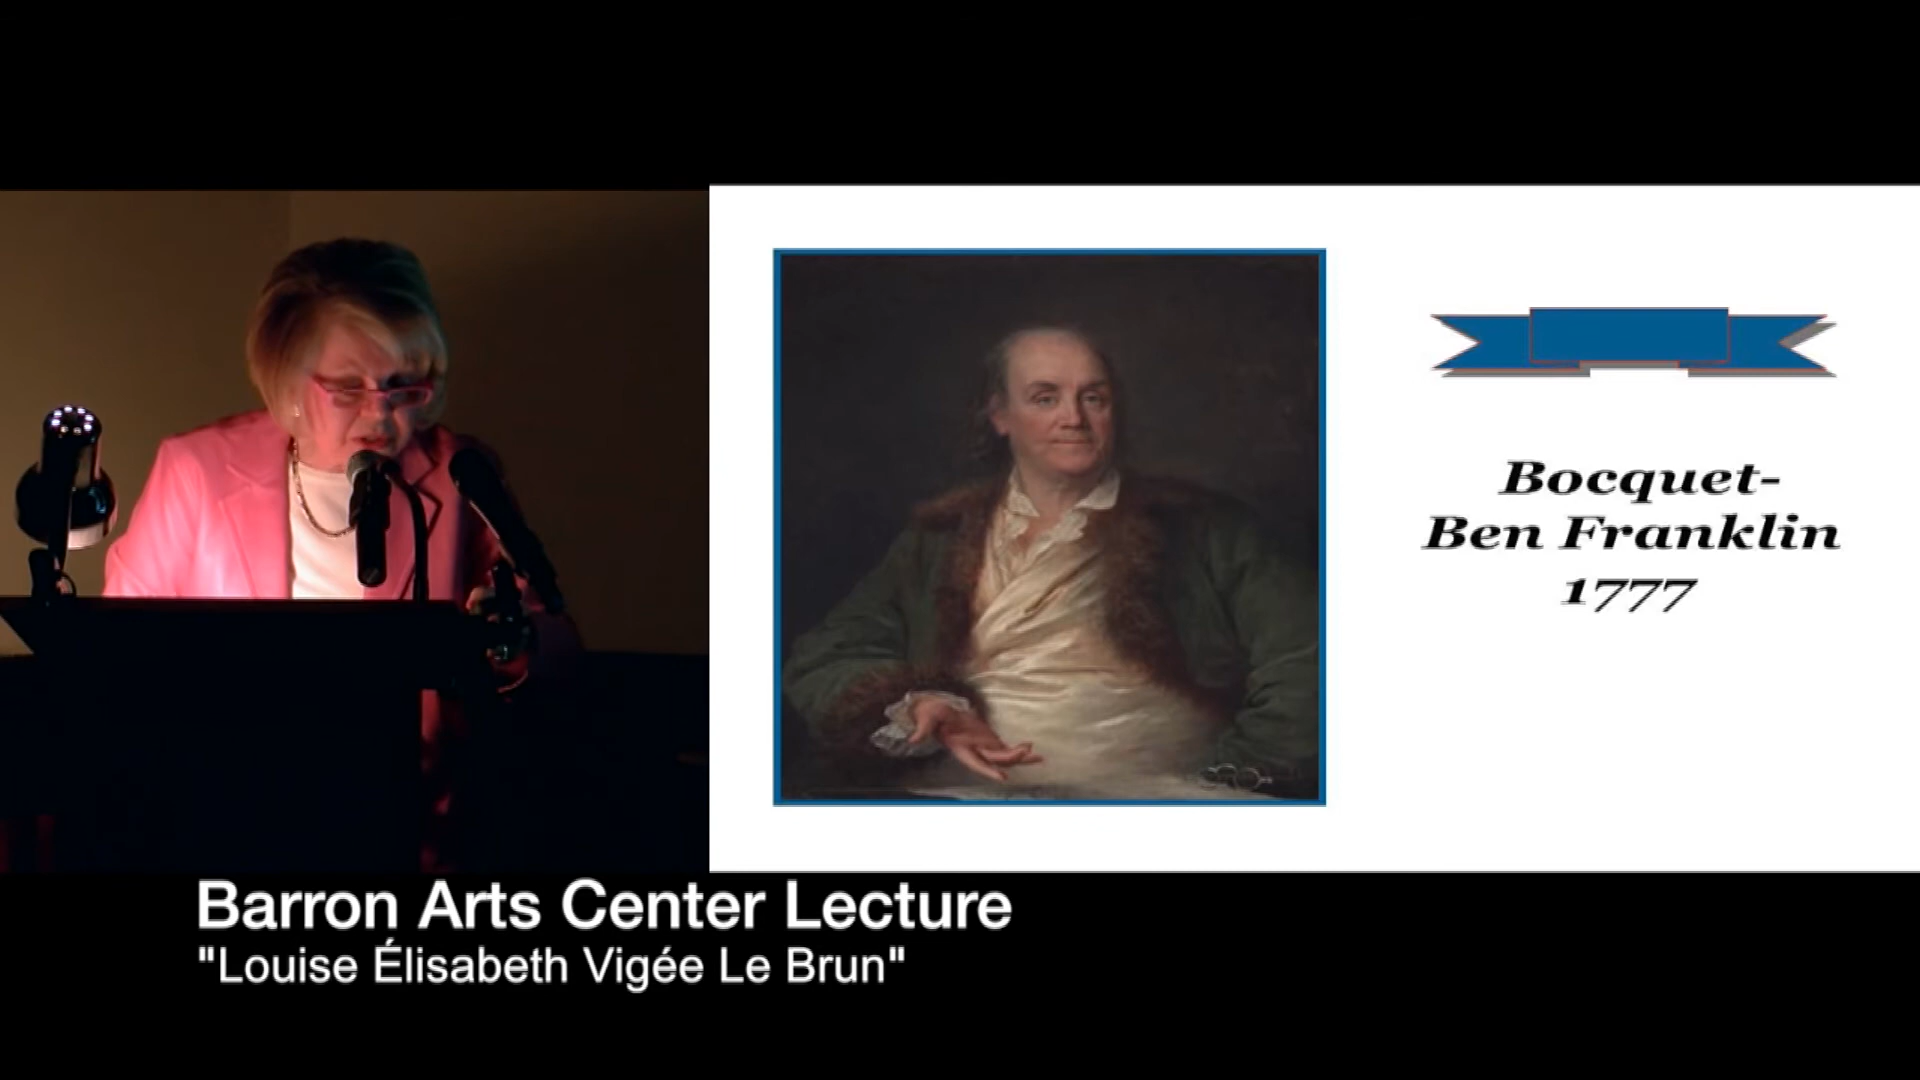 Bocquet-
Ben Franklin
1777
Barron Arts Center Lecture
"Louise Élisabeth Vigée Le Brun"